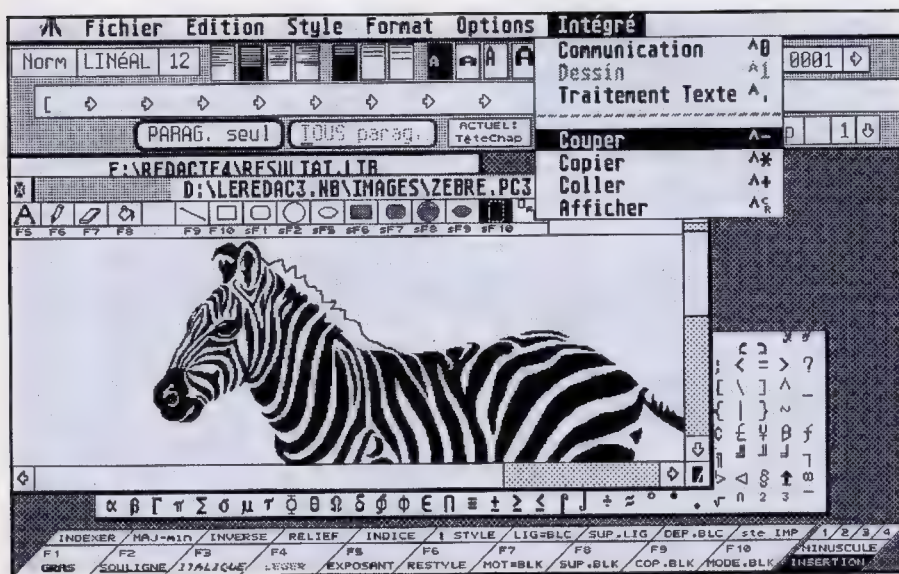 Fichier Edition Style Format Options Intégré
Norm LINéAL 12
0001
Communication ^0
Dessin ^1
Traitement Texte ^,
Couper ^-
Copier ^*
Coller ^+
Afficher ^CR
PARAG. seul TOUS parag.
ACTUEL:
TêteChap
1
F:\REDACTE4\RESULTAT.LTB
D:\LEREDAC3.NB\IMAGES\ZEBRE.PC3
F5 F6 F7 F8 F9 F10 sF1 sF2 sF5 sF6 sF7 sF8 sF9 sF10
< = > ?
[ \ ] ^ _
{ | } ~
¢ £ ¥ β ƒ
α β Γ π Σ σ µ τ Φ θ Ω δ ∮ φ ∈ ∩ ≡ ± ≥ ≤ ⌠ ⌡ ÷ ≈ ° • · √ ⁿ ² ³
INDEXER MAJ-min INVERSE RELIEF INDICE t STYLE LIG=BLC SUP.LIG DEP.BLC ste IMP 1/2/3/4
F1 F2 F3 F4 F5 F6 F7 F8 F9 F10 MINUSCULE
GRAS SOULIGNE ITALIQUE LEGER EXPOSANT RESTYLE MOT=BLK SUP.BLK COP.BLK MODE.BLK INSERTION